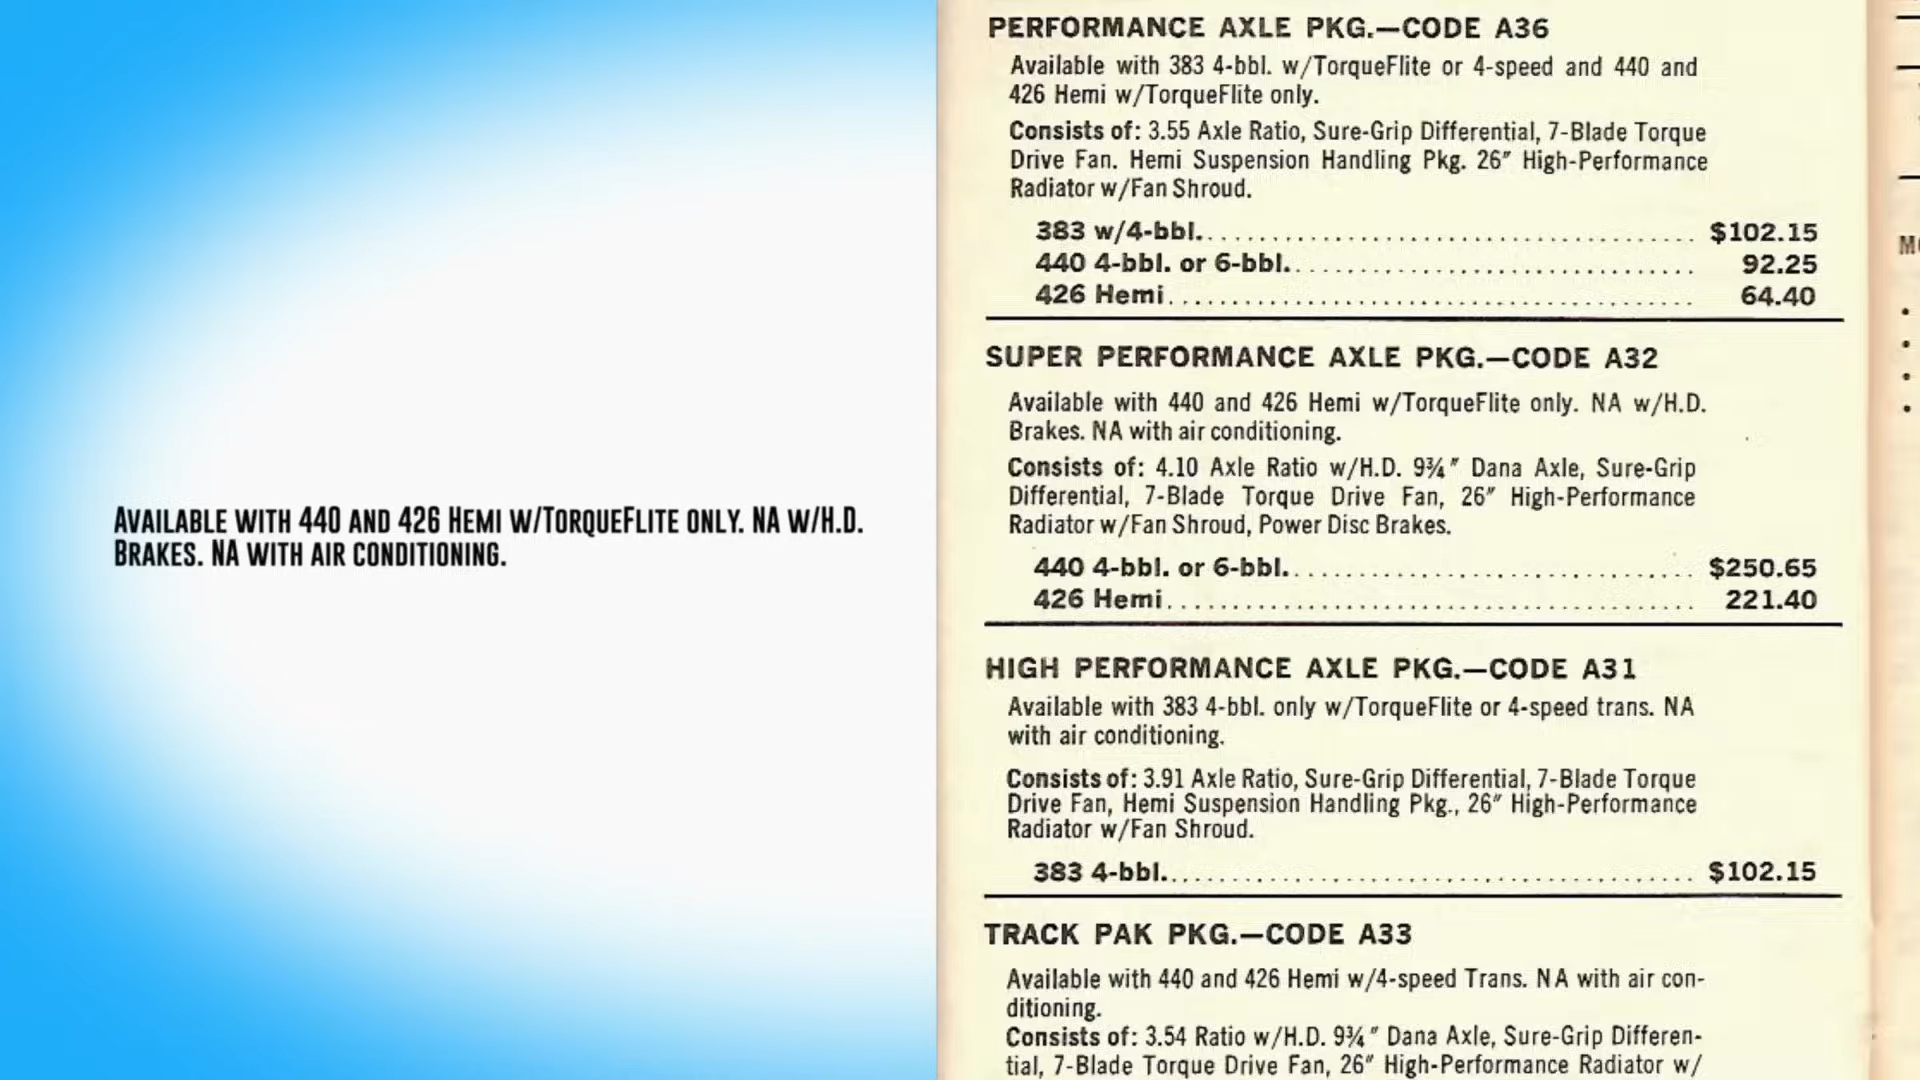 AVAILABLE WITH 440 AND 426 HEMI W/TORQUEFLITE ONLY. NA W/H.D.
BRAKES. NA WITH AIR CONDITIONING.
PERFORMANCE AXLE PKG.—CODE A36
Available with 383 4-bbl. w/TorqueFlite or 4-speed and 440 and
426 Hemi w/TorqueFlite only.
Consists of: 3.55 Axle Ratio, Sure-Grip Differential, 7-Blade Torque
Drive Fan. Hemi Suspension Handling Pkg. 26″ High-Performance
Radiator w/Fan Shroud.
383 w/4-bbl. $102.15
440 4-bbl. or 6-bbl. 92.25
426 Hemi 64.40
SUPER PERFORMANCE AXLE PKG.—CODE A32
Available with 440 and 426 Hemi w/TorqueFlite only. NA w/H.D.
Brakes. NA with air conditioning.
Consists of: 4.10 Axle Ratio w/H.D. 9¾″ Dana Axle, Sure-Grip
Differential, 7-Blade Torque Drive Fan, 26″ High-Performance
Radiator w/Fan Shroud, Power Disc Brakes.
440 4-bbl. or 6-bbl. $250.65
426 Hemi 221.40
HIGH PERFORMANCE AXLE PKG.—CODE A31
Available with 383 4-bbl. only w/TorqueFlite or 4-speed trans. NA
with air conditioning.
Consists of: 3.91 Axle Ratio, Sure-Grip Differential, 7-Blade Torque
Drive Fan, Hemi Suspension Handling Pkg., 26″ High-Performance
Radiator w/Fan Shroud.
383 4-bbl. $102.15
TRACK PAK PKG.—CODE A33
Available with 440 and 426 Hemi w/4-speed Trans. NA with air con-
ditioning.
Consists of: 3.54 Ratio w/H.D. 9¾″ Dana Axle, Sure-Grip Differen-
tial, 7-Blade Torque Drive Fan, 26″ High-Performance Radiator w/